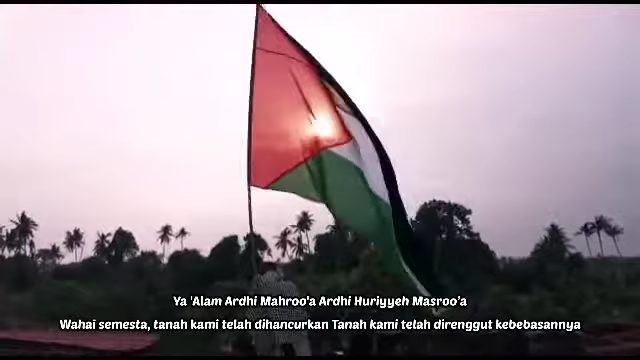 Ya 'Alam Ardhi Mahroo'a Ardhi Huriyyeh Masroo'a
Wahai semesta, tanah kami telah dihancurkan Tanah kami telah direnggut kebebasannya